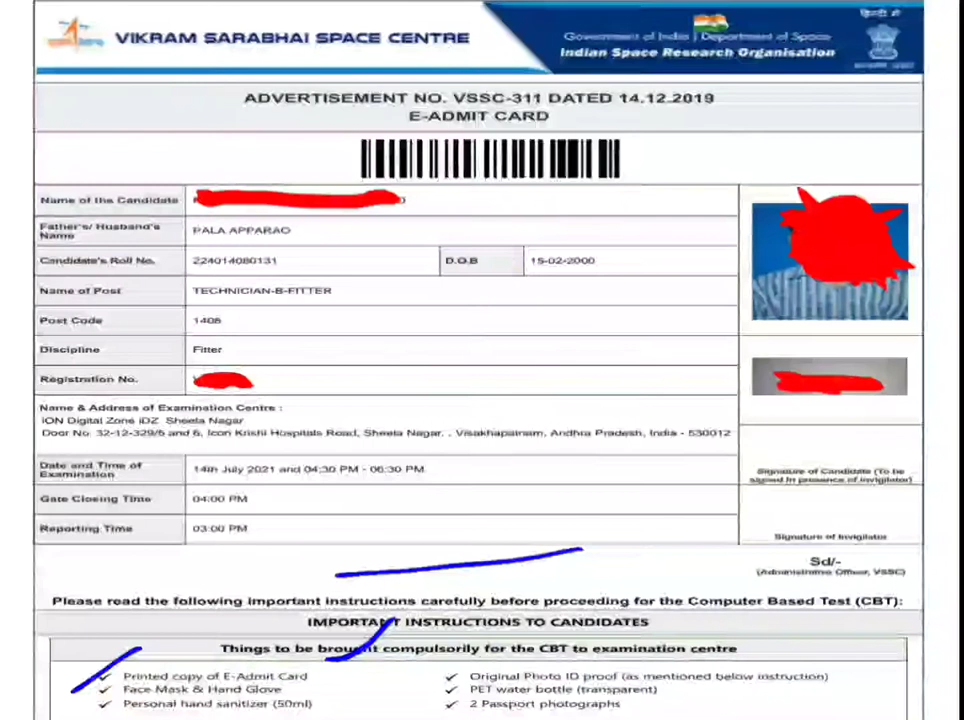 VIKRAM SARABHAI SPACE CENTRE
Government of India | Department of Space
Indian Space Research Organisation
ADVERTISEMENT NO. VSSC-311 DATED 14.12.2019
E-ADMIT CARD
Name of the Candidate
Father's/ Husband's Name PALA APPARAO
Candidate's Roll No. 224014080131 D.O.B 15-02-2000
Name of Post TECHNICIAN-B-FITTER
Post Code 1408
Discipline Fitter
Registration No.
Name & Address of Examination Centre :
iON Digital Zone iDZ Sheela Nagar
Door No. 32-12-329/5 and 6, Icon Krishi Hospitals Road, Sheela Nagar, , Visakhapatnam, Andhra Pradesh, India - 530012
Date and Time of Examination 14th July 2021 and 04:30 PM - 06:30 PM
Gate Closing Time 04:00 PM
Reporting Time 03:00 PM
Signature of Candidate (To be
signed in presence of invigilator)
Signature of Invigilator
Sd/-
(Administrative Officer, VSSC)
Please read the following important instructions carefully before proceeding for the Computer Based Test (CBT):
IMPORTANT INSTRUCTIONS TO CANDIDATES
Things to be brought compulsorily for the CBT to examination centre
✓ Printed copy of E-Admit Card ✓ Original Photo ID proof (as mentioned below instruction)
✓ Face Mask & Hand Glove ✓ PET water bottle (transparent)
✓ Personal hand sanitizer (50ml) ✓ 2 Passport photographs